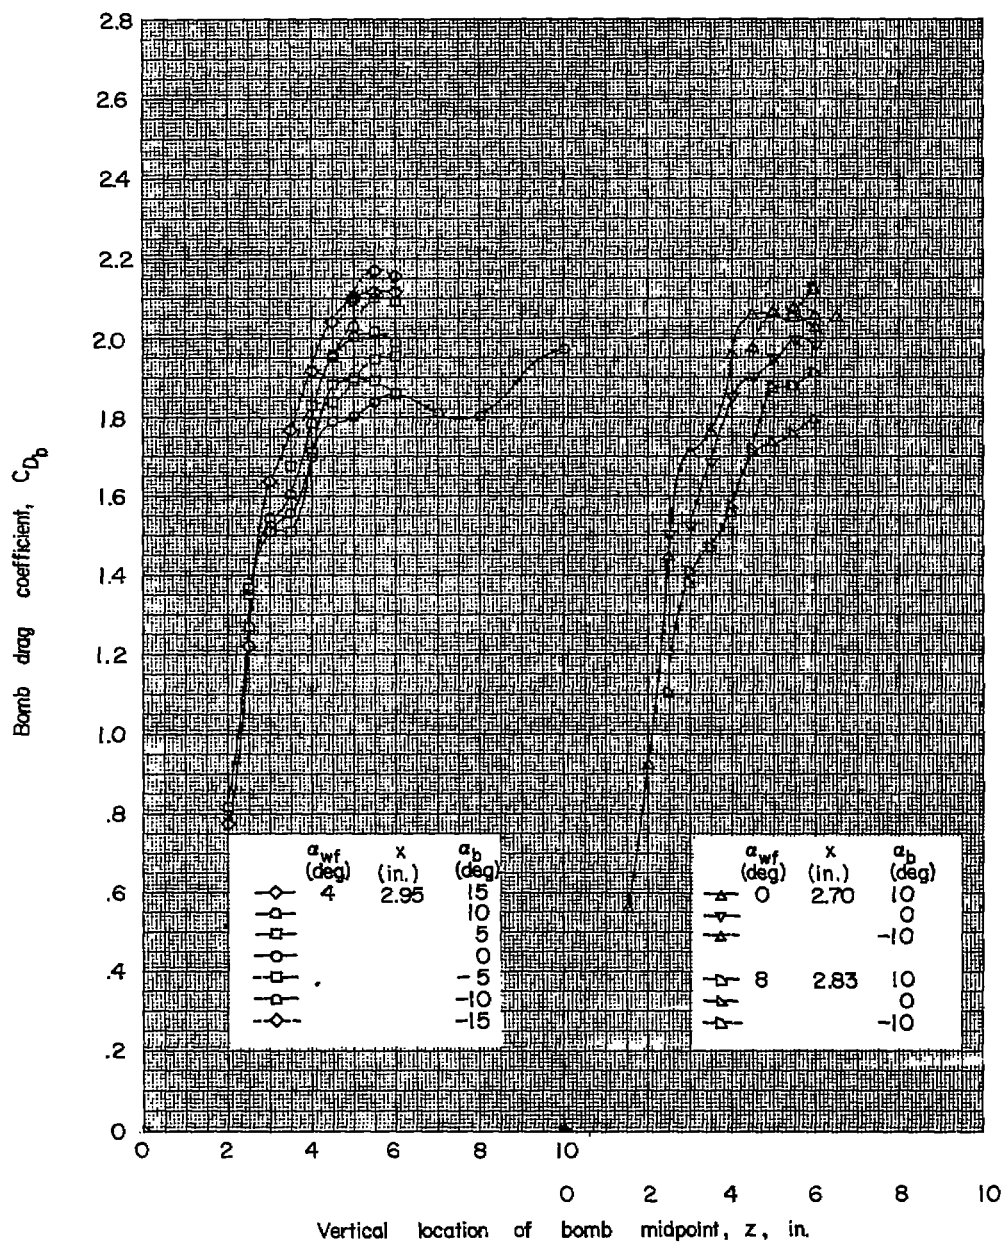 2.8
2.6
2.4
2.2
2.0
1.8
1.6
1.4
1.2
1.0
.8
.6
.4
.2
0
Bomb drag coefficient, C_D_b
α_wf (deg) x (in.) α_b (deg)
4 2.95 15
10
5
0
-5
-10
-15
α_wf (deg) x (in.) α_b (deg)
0 2.70 10
0
-10
8 2.83 10
0
-10
0 2 4 6 8 10
0 2 4 6 8 10
Vertical location of bomb midpoint, z, in.